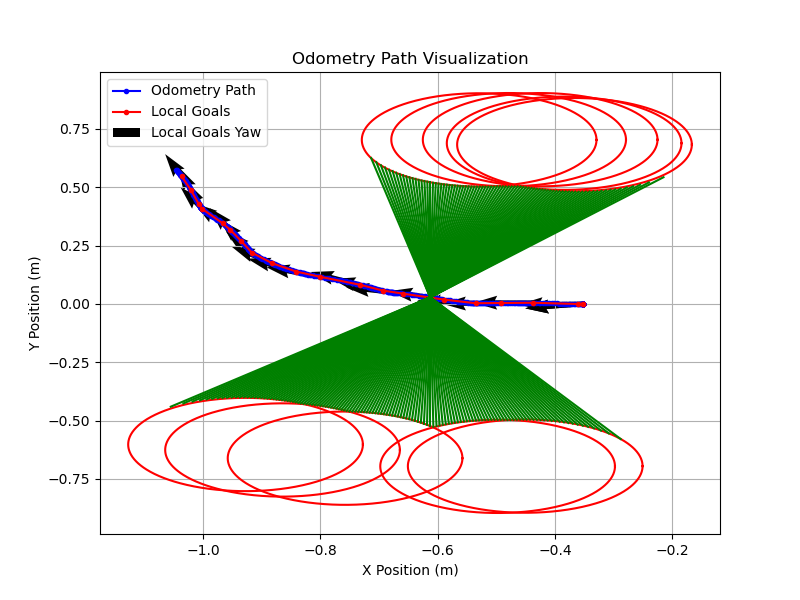 Odometry Path Visualization
Odometry Path
Local Goals
Local Goals Yaw
Y Position (m)
0.75
0.50
0.25
0.00
−0.25
−0.50
−0.75
−1.0 −0.8 −0.6 −0.4 −0.2
X Position (m)